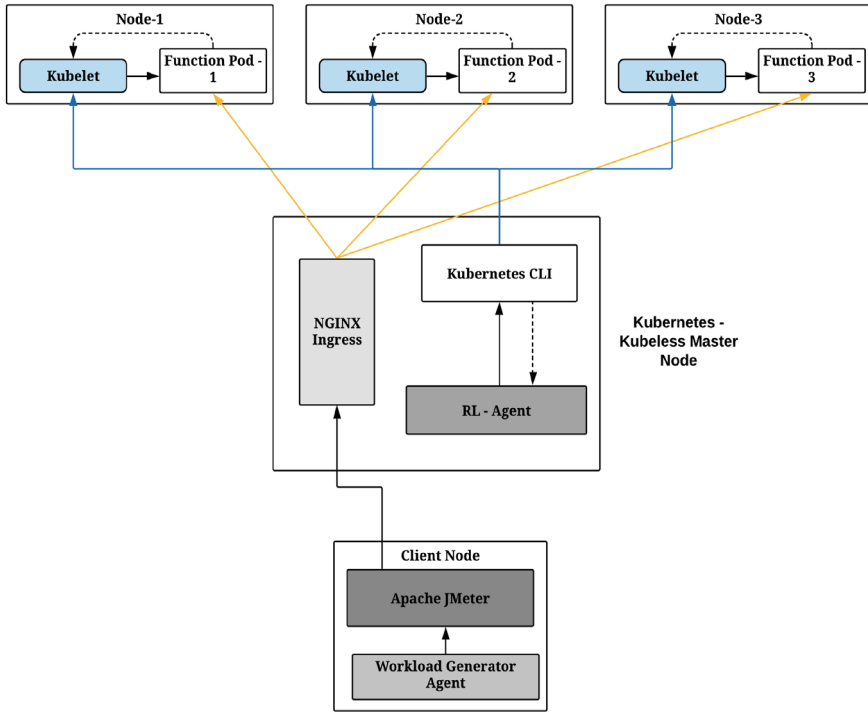 Node-1
Kubelet
Function Pod -
1
Node-2
Kubelet
Function Pod -
2
Node-3
Kubelet
Function Pod -
3
NGINX
Ingress
Kubernetes CLI
RL - Agent
Kubernetes -
Kubeless Master
Node
Client Node
Apache JMeter
Workload Generator
Agent